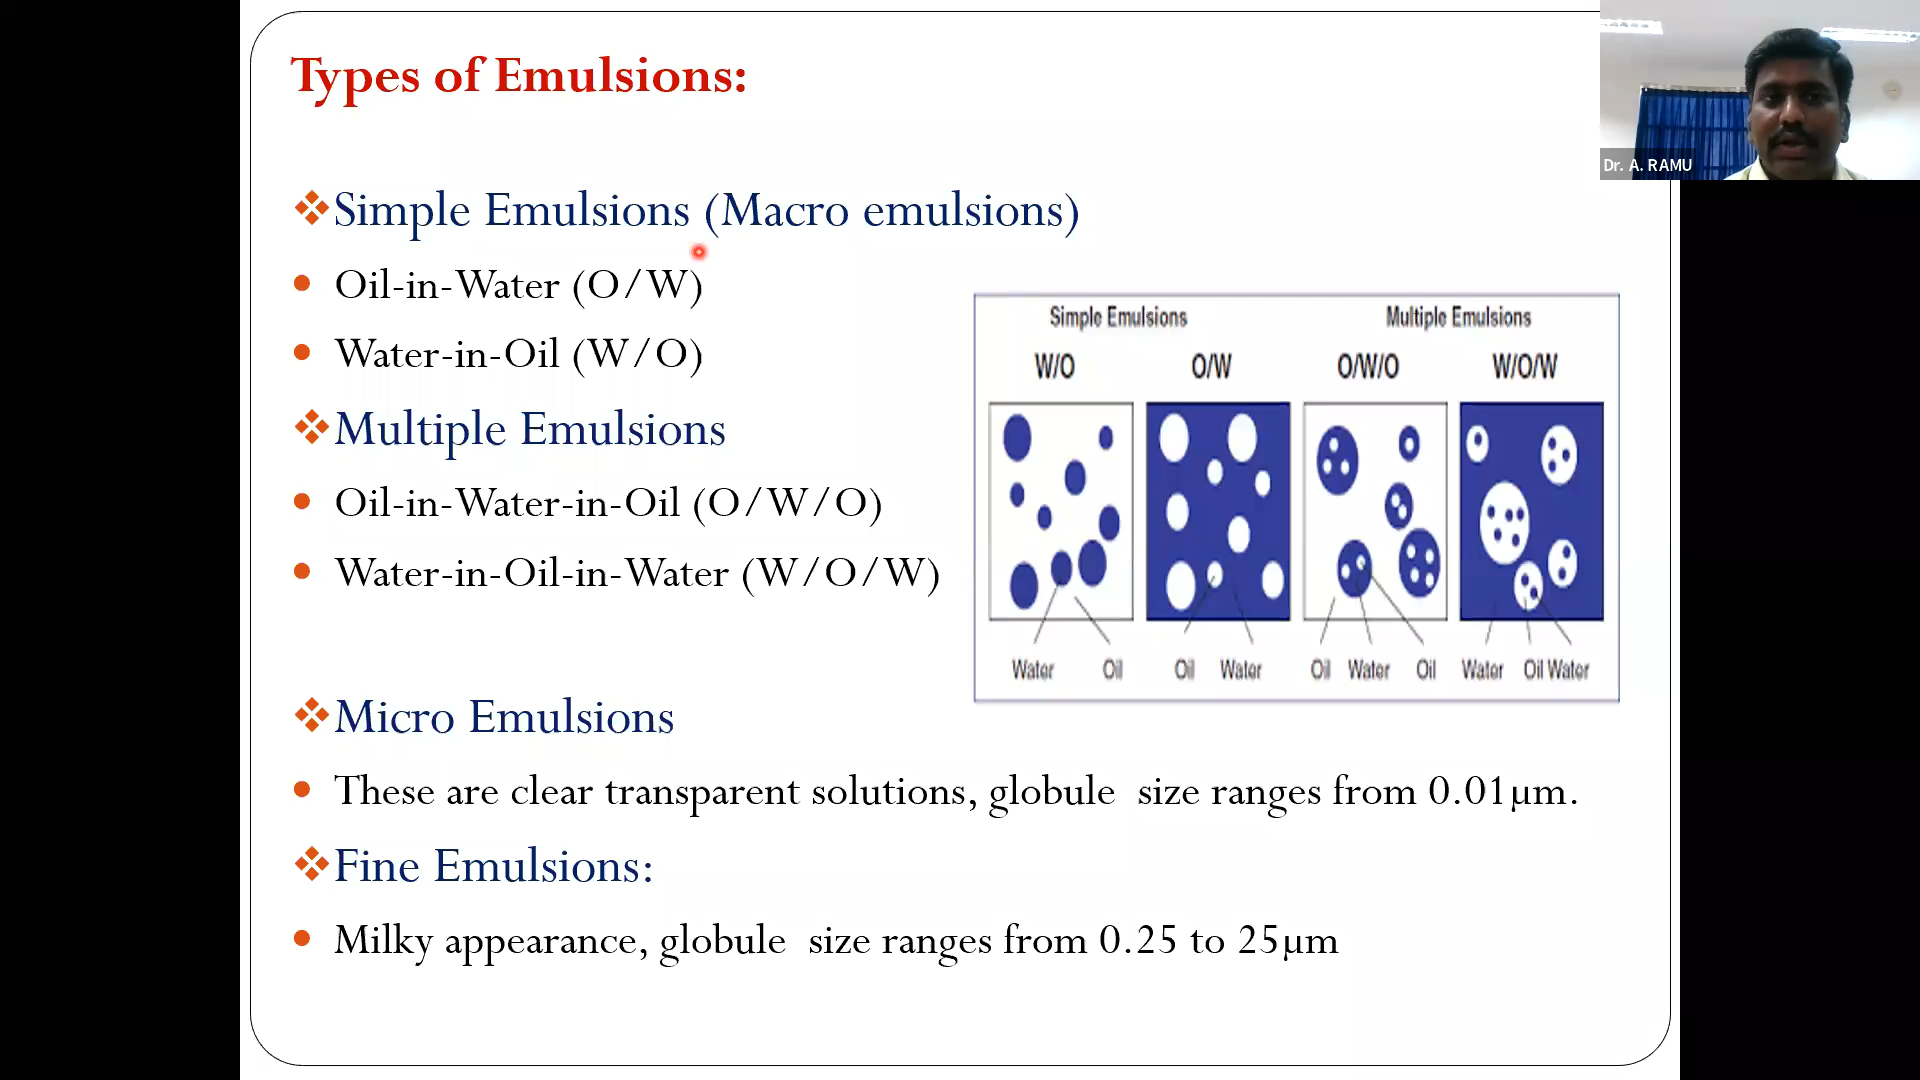 Types of Emulsions:
Dr. A. RAMU
❖Simple Emulsions (Macro emulsions)
• Oil-in-Water (O/W)
• Water-in-Oil (W/O)
❖Multiple Emulsions
• Oil-in-Water-in-Oil (O/W/O)
• Water-in-Oil-in-Water (W/O/W)
Simple Emulsions Multiple Emulsions
W/O O/W O/W/O W/O/W
Water Oil Oil Water Oil Water Oil Water Oil Water
❖Micro Emulsions
• These are clear transparent solutions, globule size ranges from 0.01µm.
❖Fine Emulsions:
• Milky appearance, globule size ranges from 0.25 to 25µm